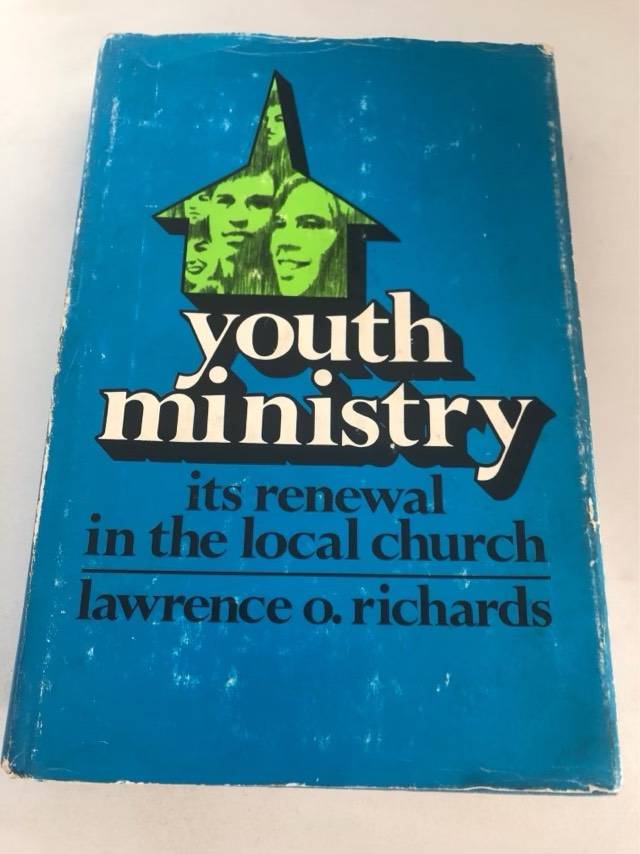 youth
ministry
its renewal
in the local church
lawrence o. richards